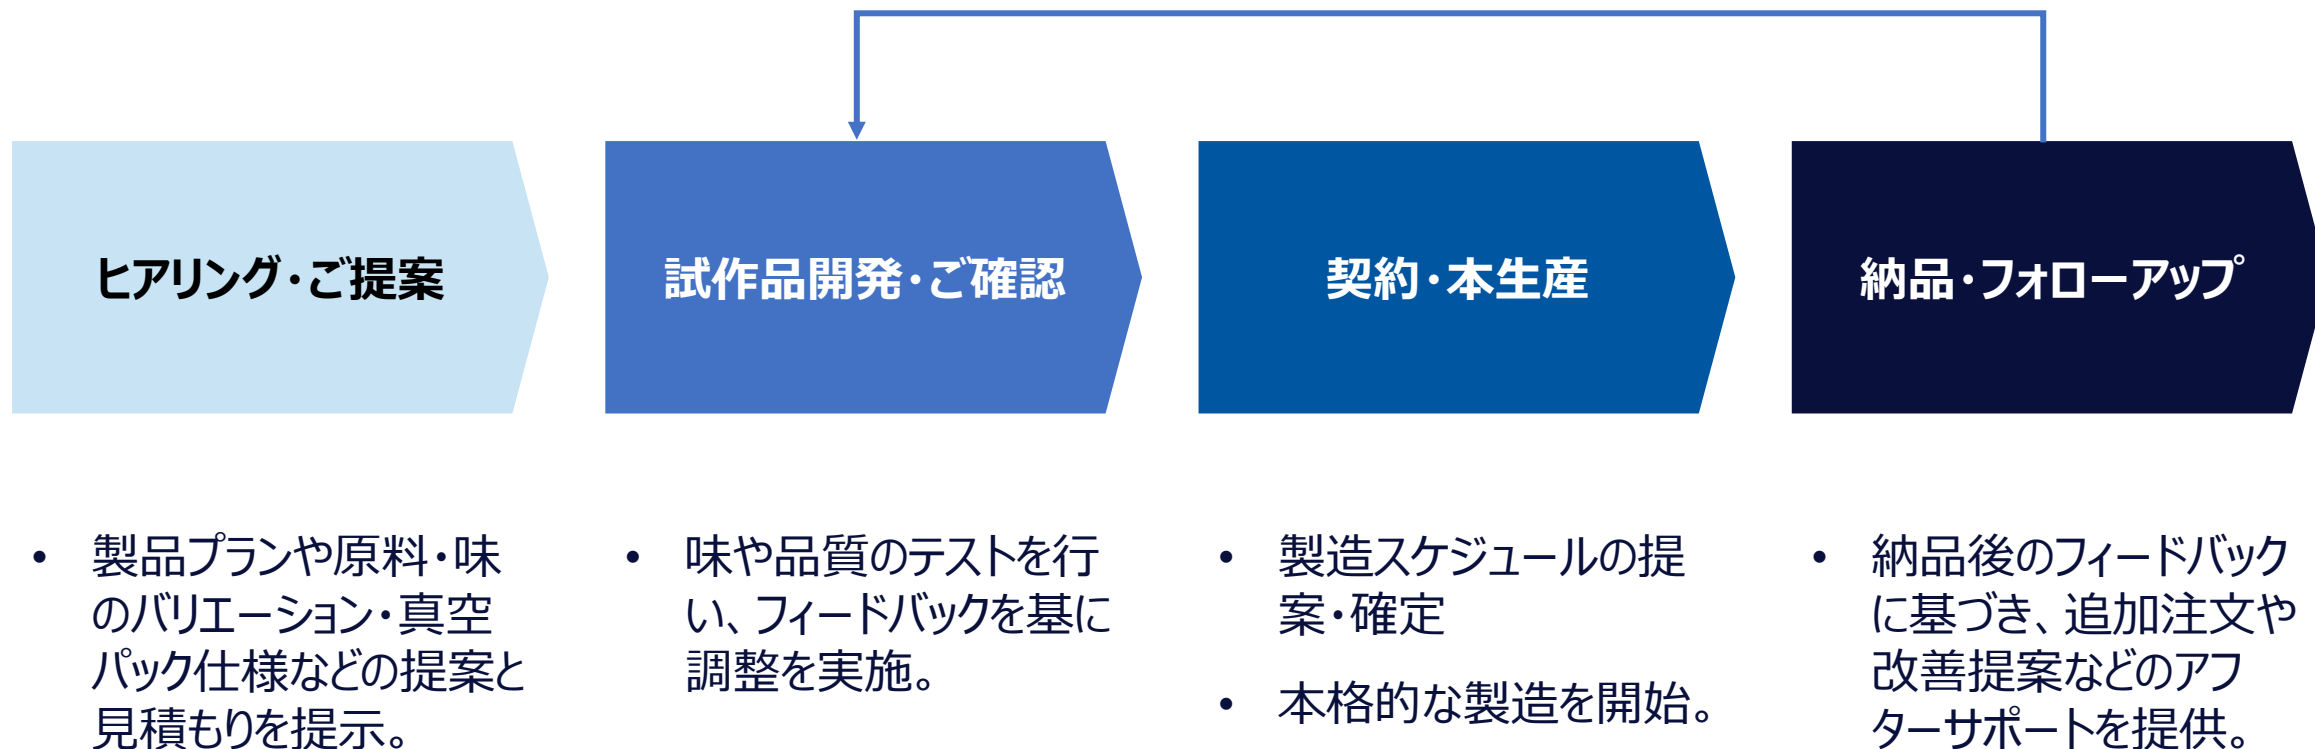 ヒアリング・ご提案
試作品開発・ご確認
契約・本生産
納品・フォローアップ
• 製品プランや原料・味
のバリエーション・真空
パック仕様などの提案と
見積もりを提示。
• 味や品質のテストを行
い、フィードバックを基に
調整を実施。
• 製造スケジュールの提
案・確定
• 本格的な製造を開始。
• 納品後のフィードバック
に基づき、追加注文や
改善提案などのアフ
ターサポートを提供。